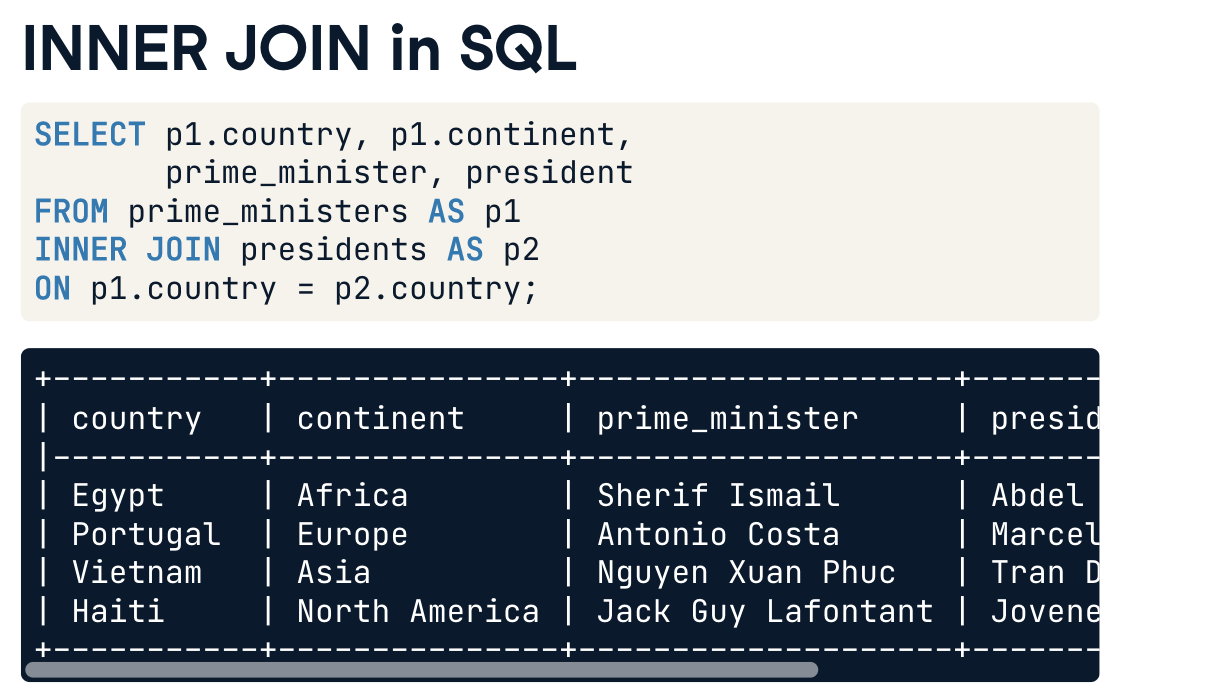 INNER JOIN in SQL
SELECT p1.country, p1.continent,
       prime_minister, president
FROM prime_ministers AS p1
INNER JOIN presidents AS p2
ON p1.country = p2.country;
+-----------+---------------+--------------------+-------
| country   | continent     | prime_minister     | presid
|-----------+---------------+--------------------+-------
| Egypt     | Africa        | Sherif Ismail      | Abdel
| Portugal  | Europe        | Antonio Costa      | Marcel
| Vietnam   | Asia          | Nguyen Xuan Phuc   | Tran D
| Haiti     | North America | Jack Guy Lafontant | Jovene
+-----------+---------------+--------------------+-------